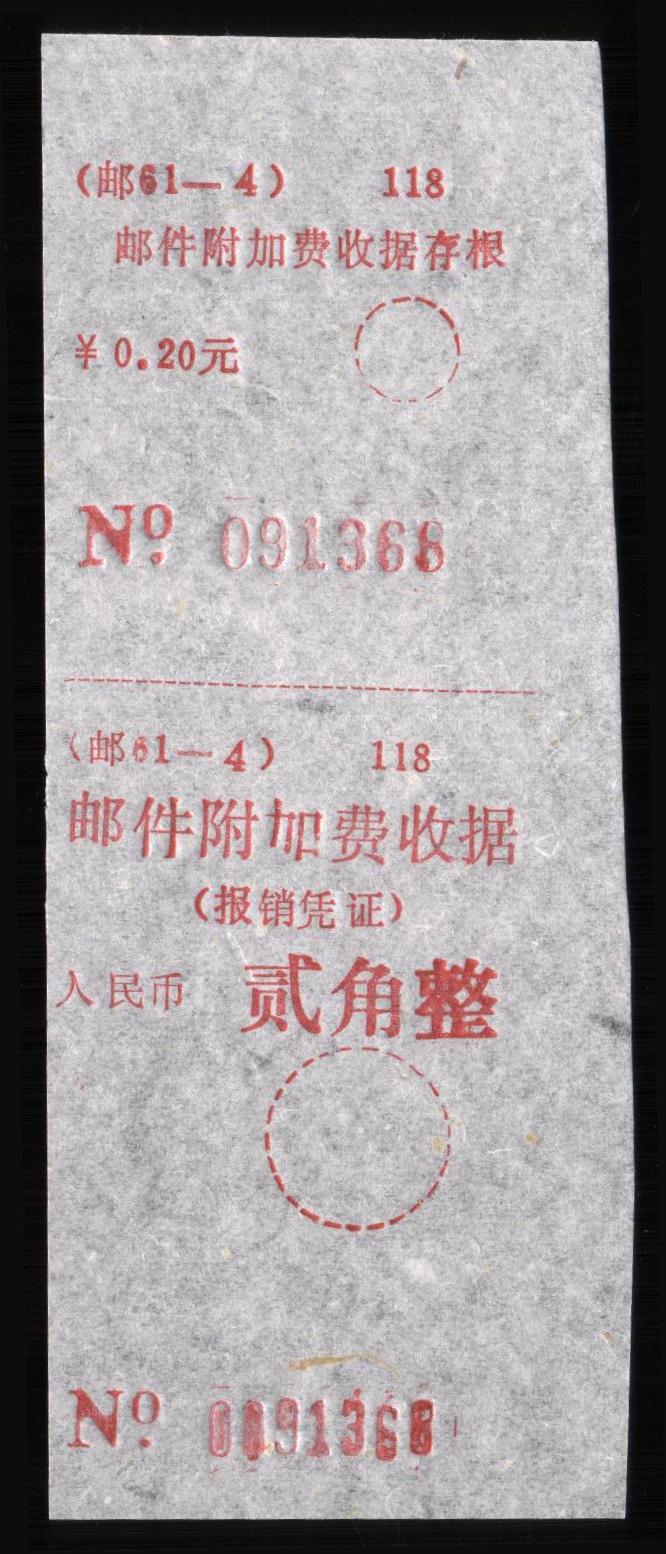 （邮61—4） 118
邮件附加费收据存根
¥ 0.20元
Nº 091368
（邮61—4） 118
邮件附加费收据
（报销凭证）
人民币 贰角整
Nº 0091368